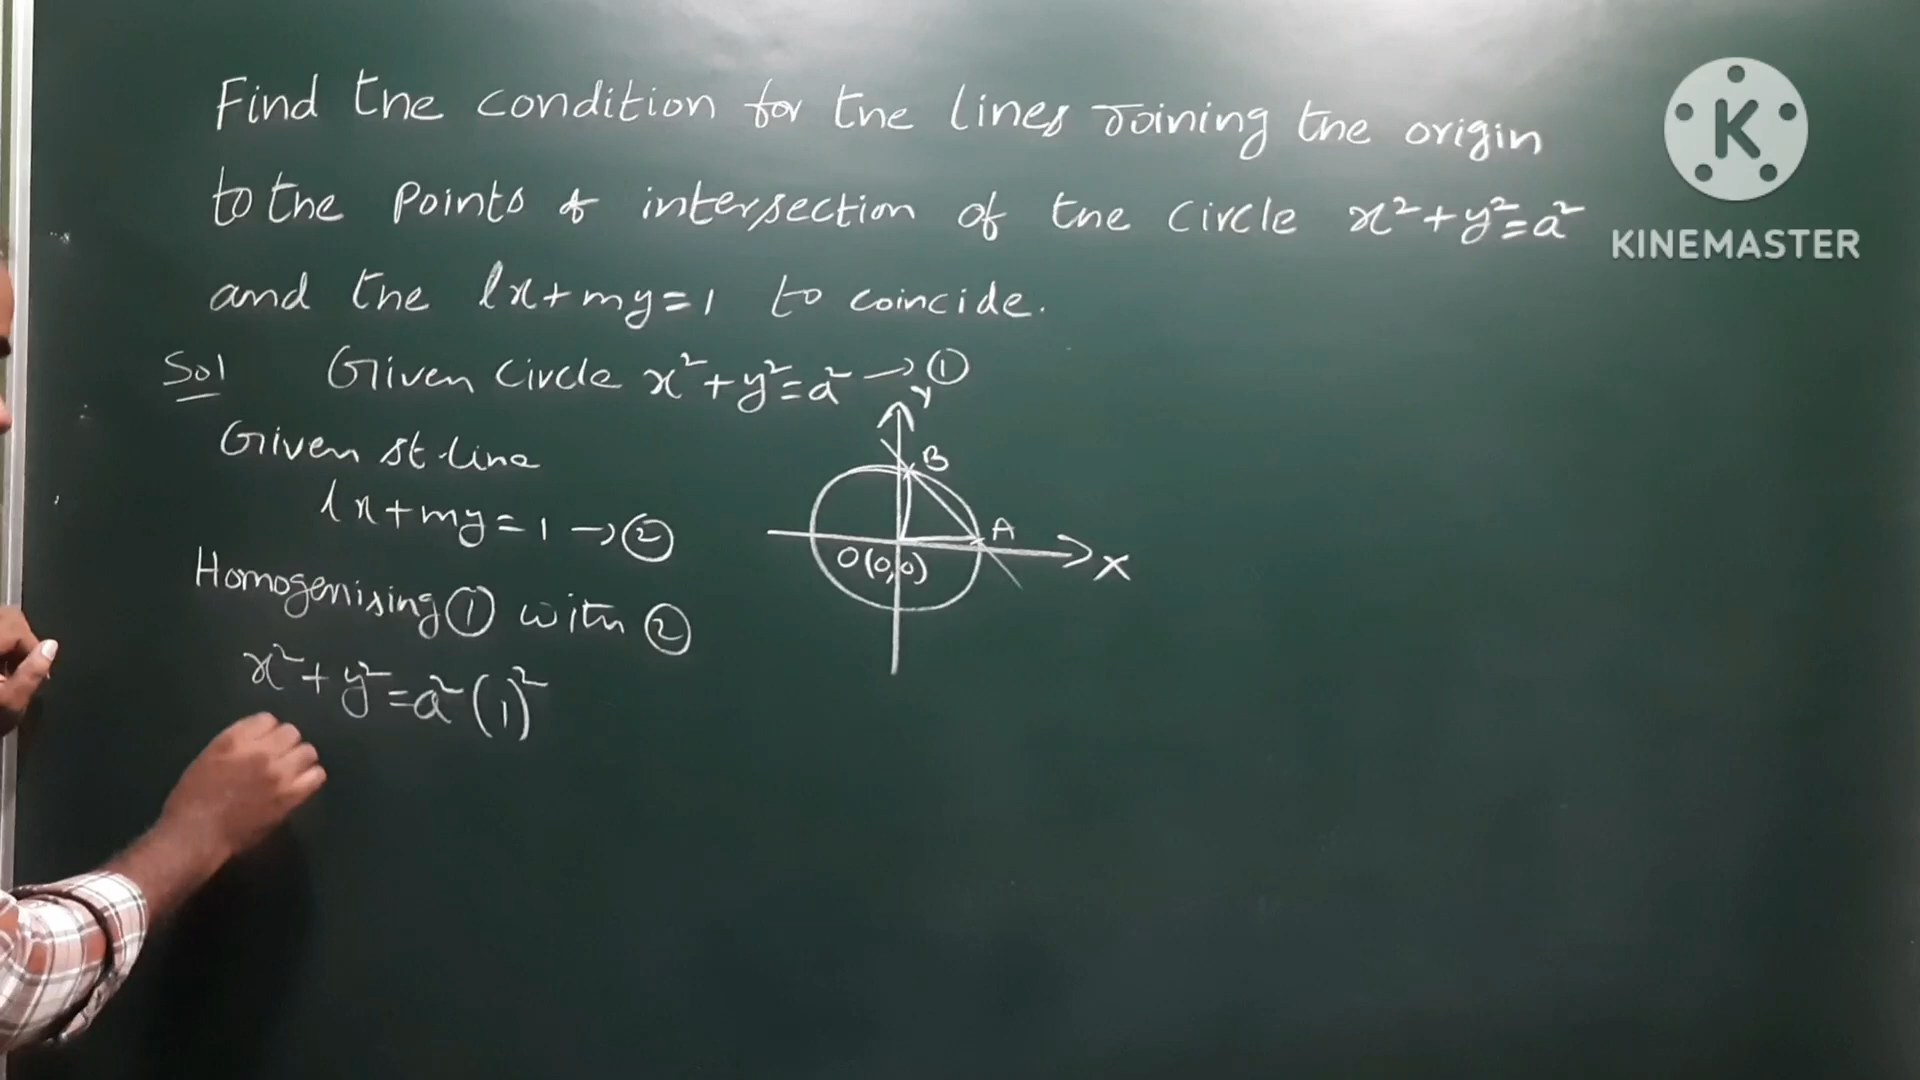 Find the condition for the lines Joining the origin
to the Points of intersection of the Circle x²+y²=a²
and the lx+my=1 to coincide.
Sol Given Circle x²+y²=a² → ①
Given st. line
lx+my=1 → ②
Homogenising ① with ②
x²+y²=a²(1)²
Y
B
A
O(0,0)
X
K
KINEMASTER